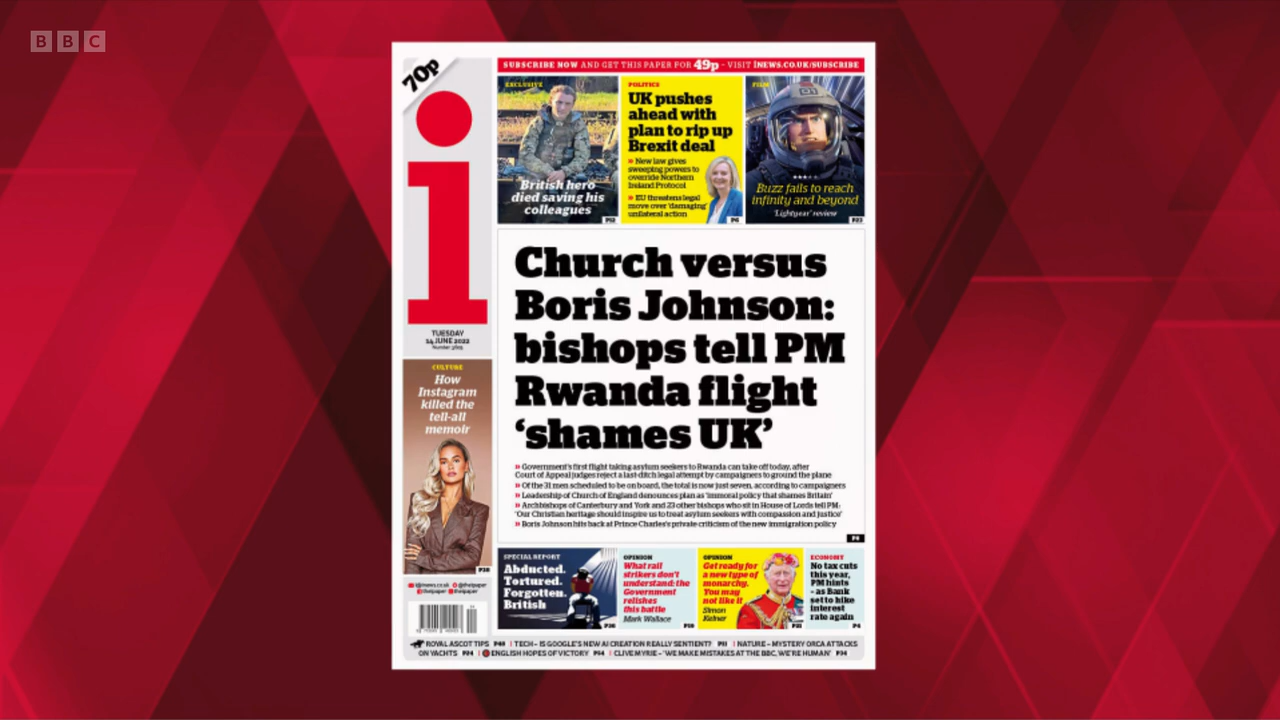 BBC
SUBSCRIBE NOW AND GET THIS PAPER FOR 49p - VISIT INEWS.CO.UK/SUBSCRIBE
70p
i
TUESDAY
14 JUNE 2022
EXCLUSIVE
British hero
died saving his
colleagues
POLITICS
UK pushes
ahead with
plan to rip up
Brexit deal
» New law gives
sweeping powers to
override Northern
Ireland Protocol
» EU threatens legal
move over 'damaging'
unilateral action
P6
FILM
Buzz fails to reach
infinity and beyond
'Lightyear' review
Church versus
Boris Johnson:
bishops tell PM
Rwanda flight
‘shames UK’
» Government's first flight taking asylum seekers to Rwanda can take off today, after
Court of Appeal judges reject a last-ditch legal attempt by campaigners to ground the plane
» Of the 31 men scheduled to be on board, the total is now just seven, according to campaigners
» Leadership of Church of England denounces plan as 'immoral policy that shames Britain'
» Archbishops of Canterbury and York and 23 other bishops who sit in House of Lords tell PM:
'Our Christian heritage should inspire us to treat asylum seekers with compassion and justice'
» Boris Johnson hits back at Prince Charles's private criticism of the new immigration policy
CULTURE
How
Instagram
killed the
tell-all
memoir
SPECIAL REPORT
Abducted.
Tortured.
Forgotten.
British
OPINION
What rail
strikers don't
understand: the
Government
relishes
this battle
Mark Wallace
OPINION
Get ready for
a new type of
monarchy.
You may
not like it
Simon
Kelner
ECONOMY
No tax cuts
this year,
PM hints
- as Bank
set to hike
interest
rate again
ROYAL ASCOT TIPS | TECH – IS GOOGLE'S NEW AI CREATION REALLY SENTIENT? | NATURE – MYSTERY ORCA ATTACKS
ON YACHTS | ENGLISH HOPES OF VICTORY | CLIVE MYRIE – 'WE MAKE MISTAKES AT THE BBC, WE'RE HUMAN'